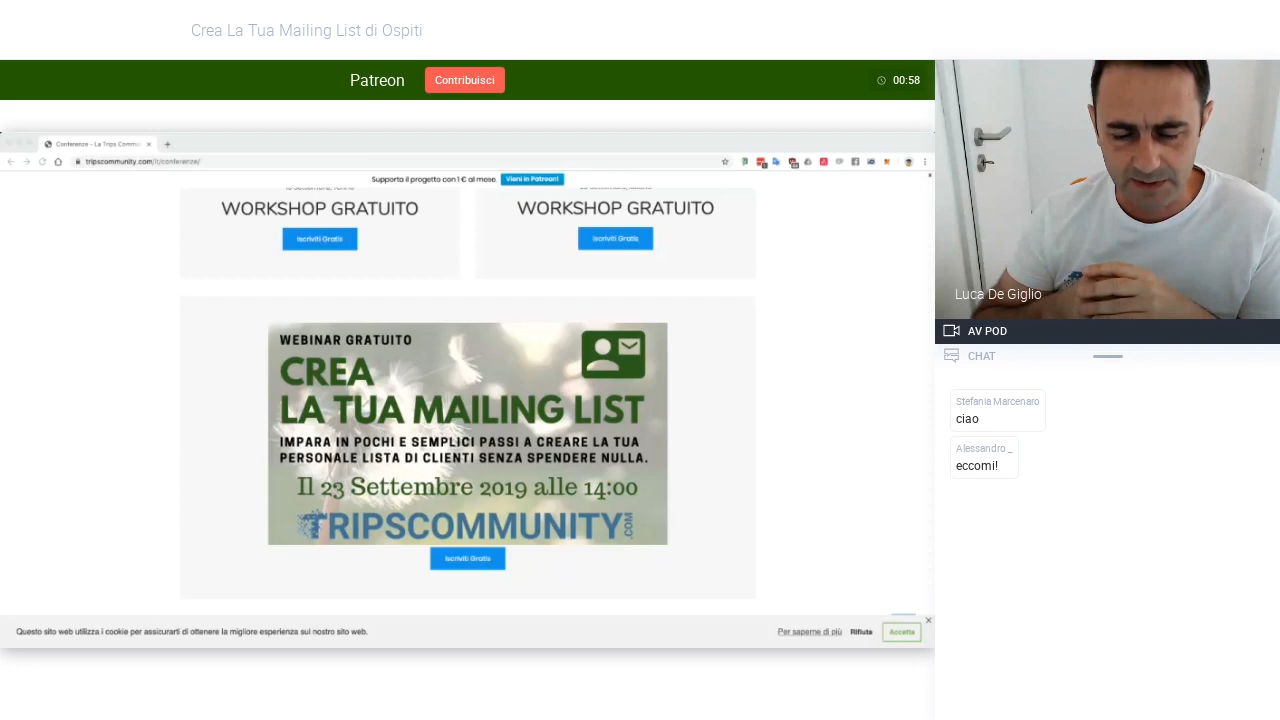 Crea La Tua Mailing List di Ospiti
Patreon
Contribuisci
00:58
Conferenze - La Trips Commu
tripscommunity.com/it/conferenze/
Supporta il progetto con 1 € al mese.
Vieni in Patreon!
WORKSHOP GRATUITO
Iscriviti Gratis
WORKSHOP GRATUITO
Iscriviti Gratis
WEBINAR GRATUITO
CREA
LA TUA MAILING LIST
IMPARA IN POCHI E SEMPLICI PASSI A CREARE LA TUA
PERSONALE LISTA DI CLIENTI SENZA SPENDERE NULLA.
Il 23 Settembre 2019 alle 14:00
TRIPSCOMMUNITY.COM
Iscriviti Gratis
Questo sito web utilizza i cookie per assicurarti di ottenere la migliore esperienza sul nostro sito web.
Per saperne di più
Rifiuta
Accetta
Luca De Giglio
AV POD
CHAT
Stefania Marcenaro
ciao
Alessandro _
eccomi!